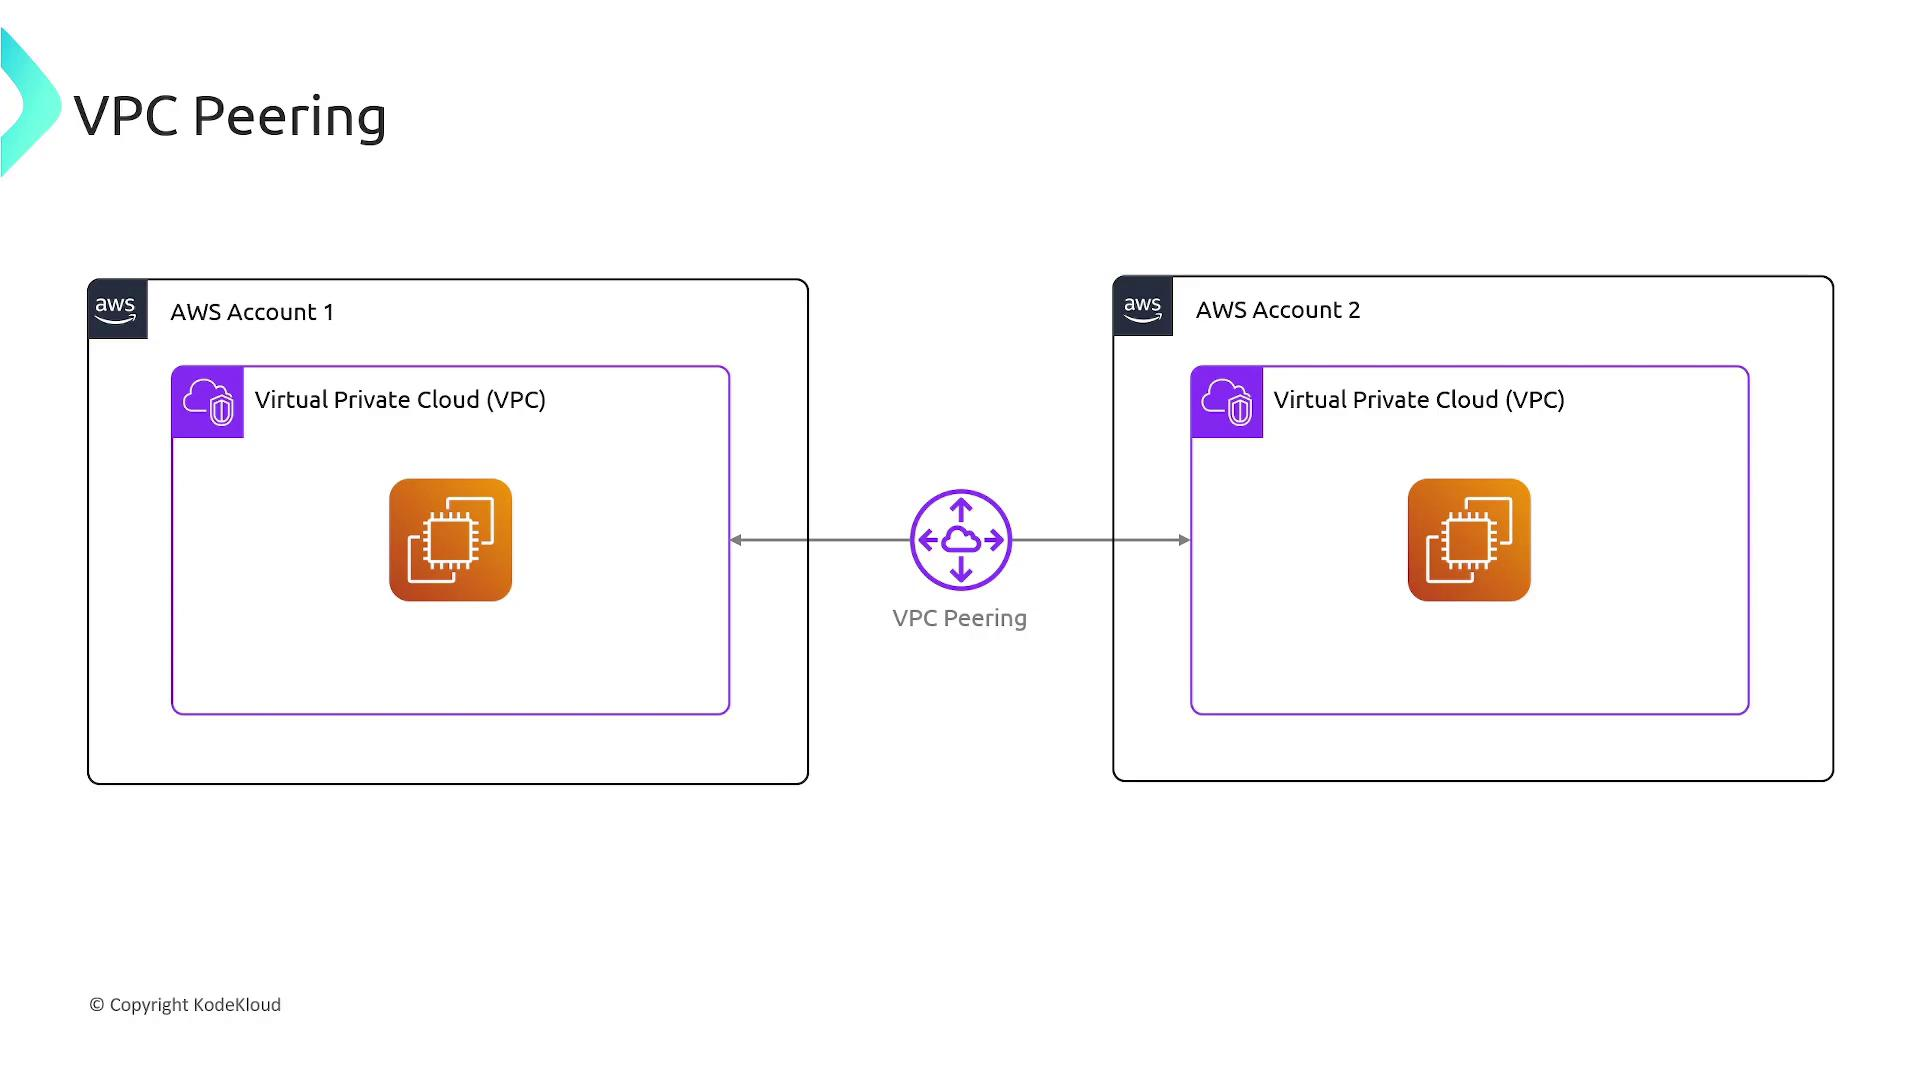 VPC Peering
aws
AWS Account 1
Virtual Private Cloud (VPC)
VPC Peering
aws
AWS Account 2
Virtual Private Cloud (VPC)
© Copyright KodeKloud